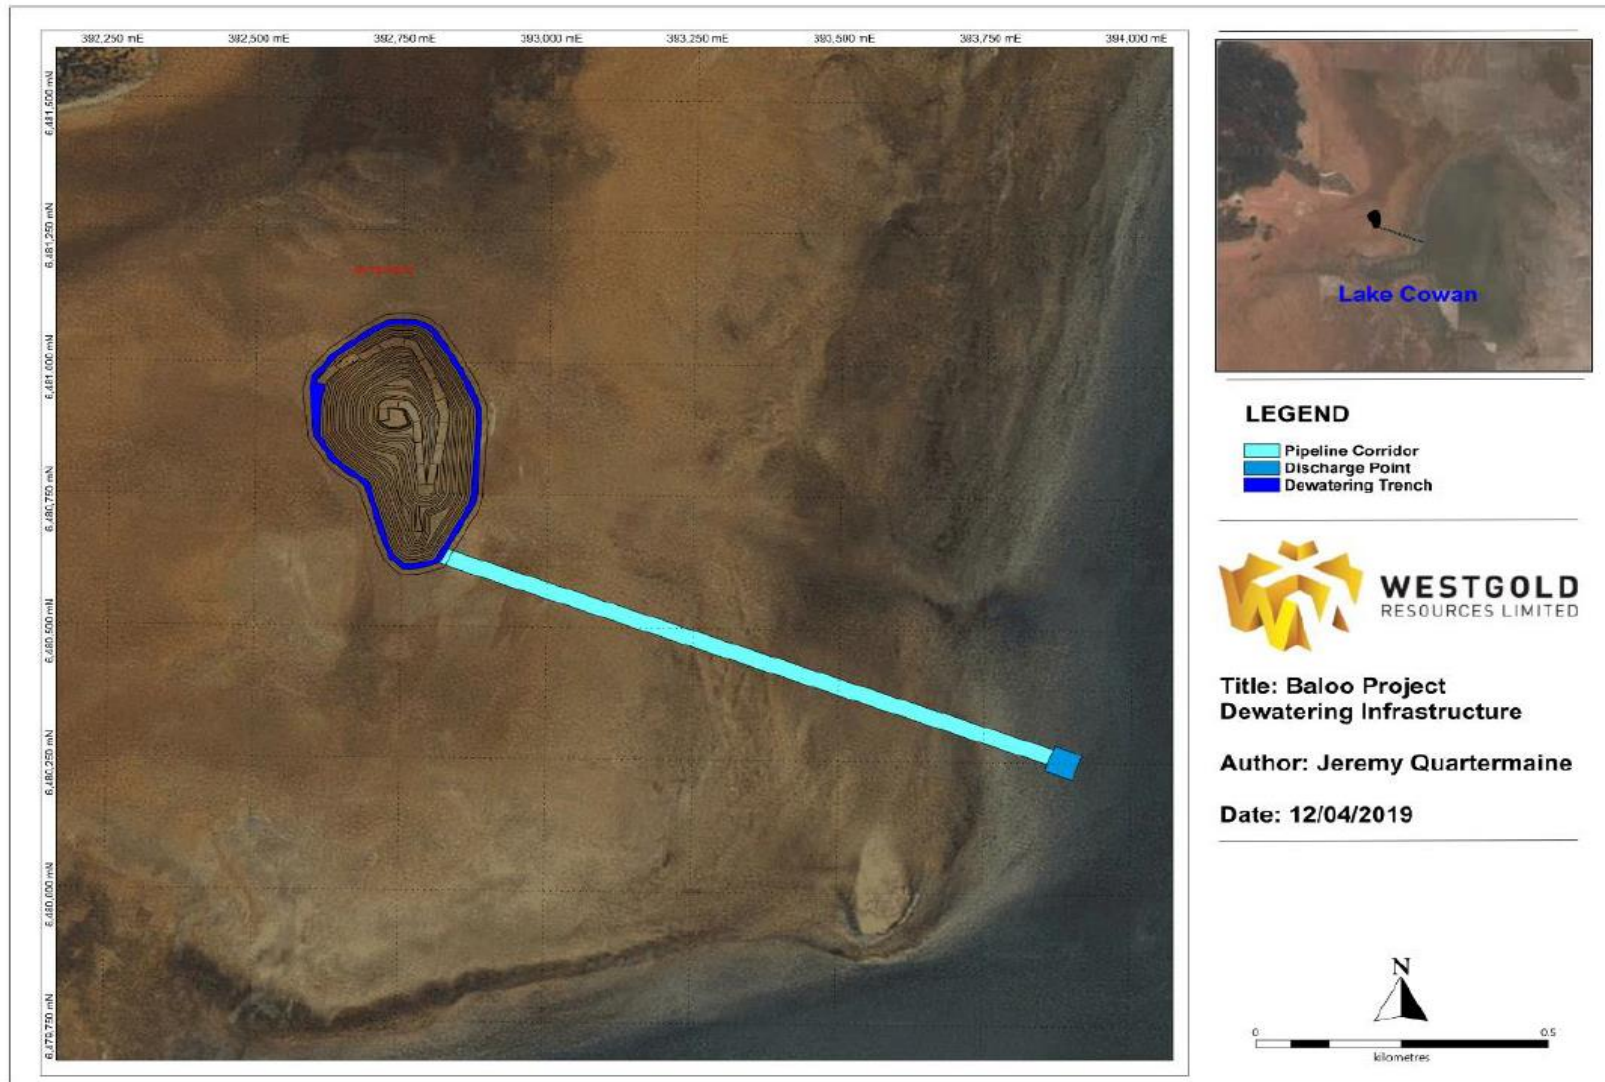 392,250 mE
392,500 mE
392,750 mE
393,000 mE
393,250 mE
393,500 mE
393,750 mE
394,000 mE
6,481,500 mN
6,481,250 mN
6,481,000 mN
6,480,750 mN
6,480,500 mN
6,480,250 mN
6,480,000 mN
6,479,750 mN
Lake Cowan
LEGEND
Pipeline Corridor
Discharge Point
Dewatering Trench
WESTGOLD
RESOURCES LIMITED
Title: Baloo Project
Dewatering Infrastructure
Author: Jeremy Quartermaine
Date: 12/04/2019
N
0
0.5
kilometres